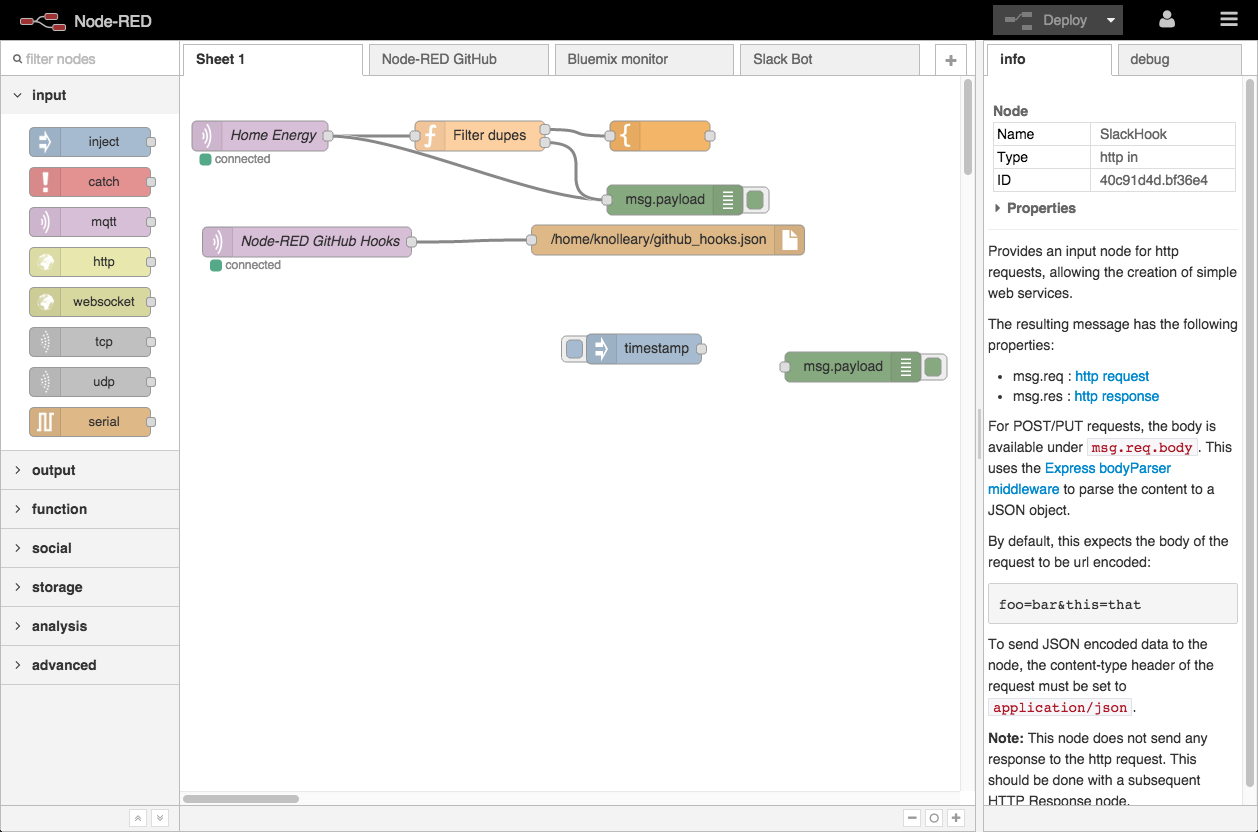 Node-RED
Deploy
filter nodes
Sheet 1
Node-RED GitHub
Bluemix monitor
Slack Bot
info
debug
input
inject
catch
mqtt
http
websocket
tcp
udp
serial
output
function
social
storage
analysis
advanced
Home Energy
connected
Filter dupes
msg.payload
Node-RED GitHub Hooks
connected
/home/knolleary/github_hooks.json
timestamp
msg.payload
Node
Name SlackHook
Type http in
ID 40c91d4d.bf36e4
Properties
Provides an input node for http
requests, allowing the creation of simple
web services.
The resulting message has the following
properties:
• msg.req : http request
• msg.res : http response
For POST/PUT requests, the body is
available under msg.req.body. This
uses the Express bodyParser
middleware to parse the content to a
JSON object.
By default, this expects the body of the
request to be url encoded:
foo=bar&this=that
To send JSON encoded data to the
node, the content-type header of the
request must be set to
application/json.
Note: This node does not send any
response to the http request. This
should be done with a subsequent
HTTP Response node.